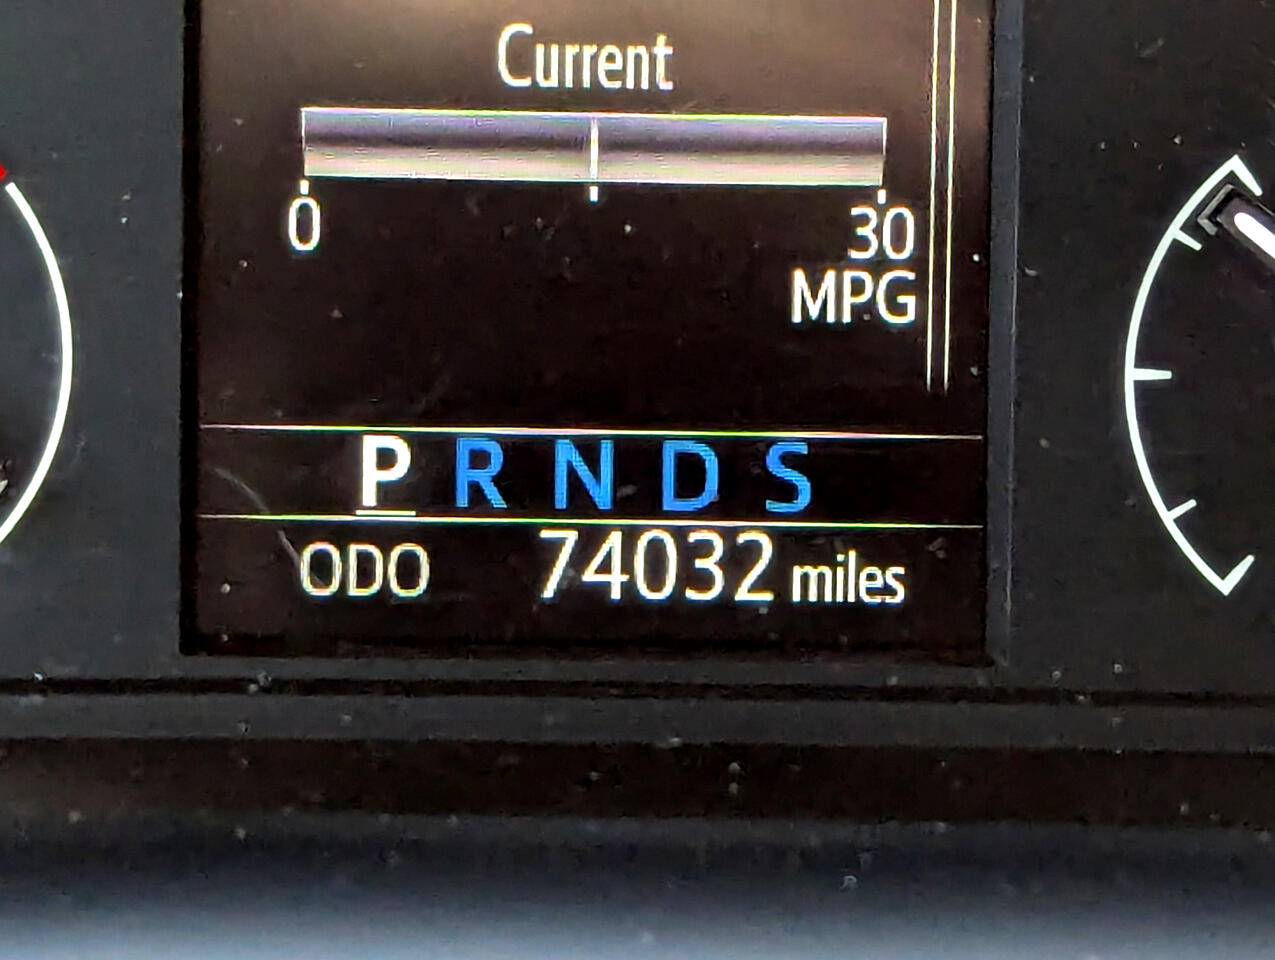 Current
0 30
MPG
P R N D S
ODO 74032 miles